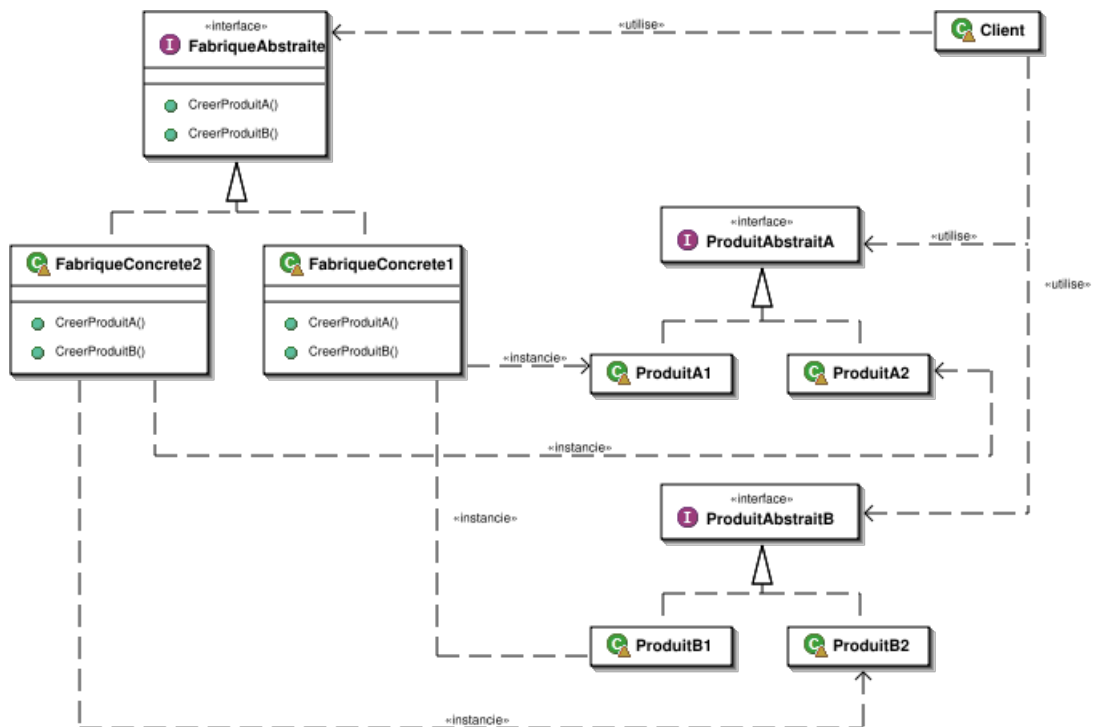 «interface»
FabriqueAbstraite
CreerProduitA()
CreerProduitB()
«utilise»
Client
FabriqueConcrete2
CreerProduitA()
CreerProduitB()
FabriqueConcrete1
CreerProduitA()
CreerProduitB()
«interface»
ProduitAbstraitA
«utilise»
«utilise»
«instancie»
ProduitA1
ProduitA2
«instancie»
«interface»
ProduitAbstraitB
«instancie»
ProduitB1
ProduitB2
«instancie»